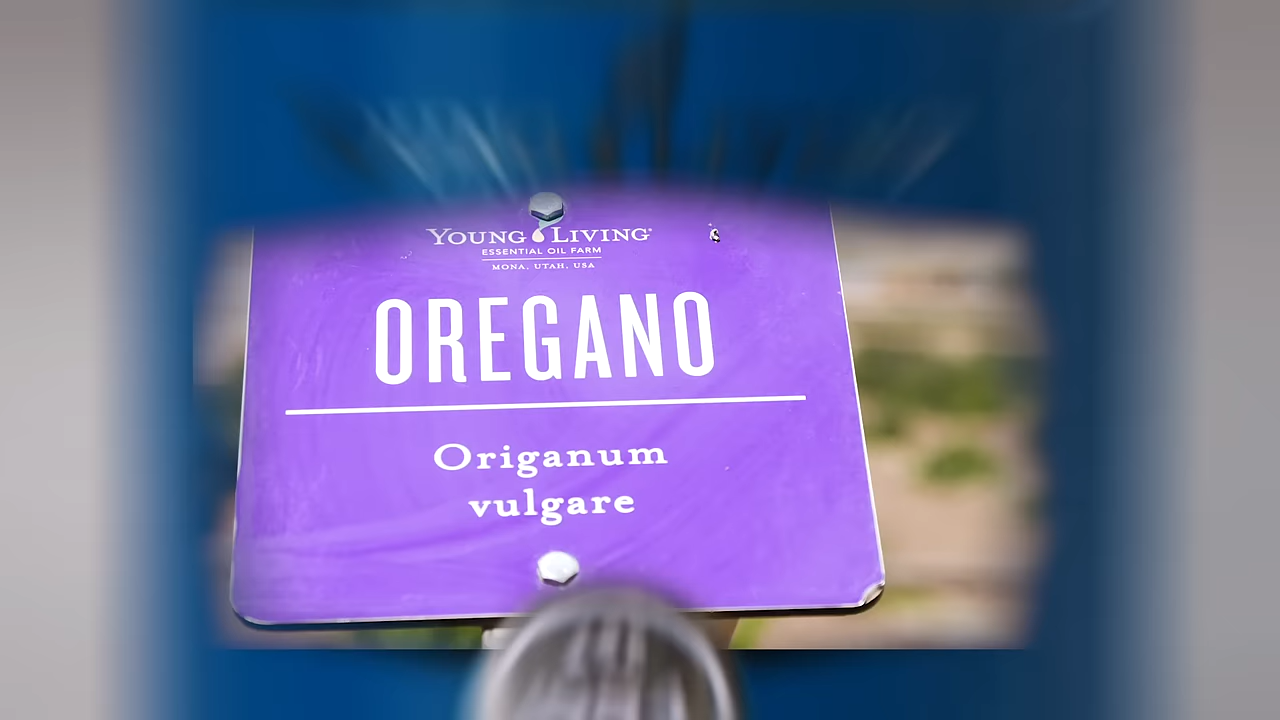 YOUNG LIVING
ESSENTIAL OIL FARM
MONA, UTAH, USA
OREGANO
Origanum
vulgare